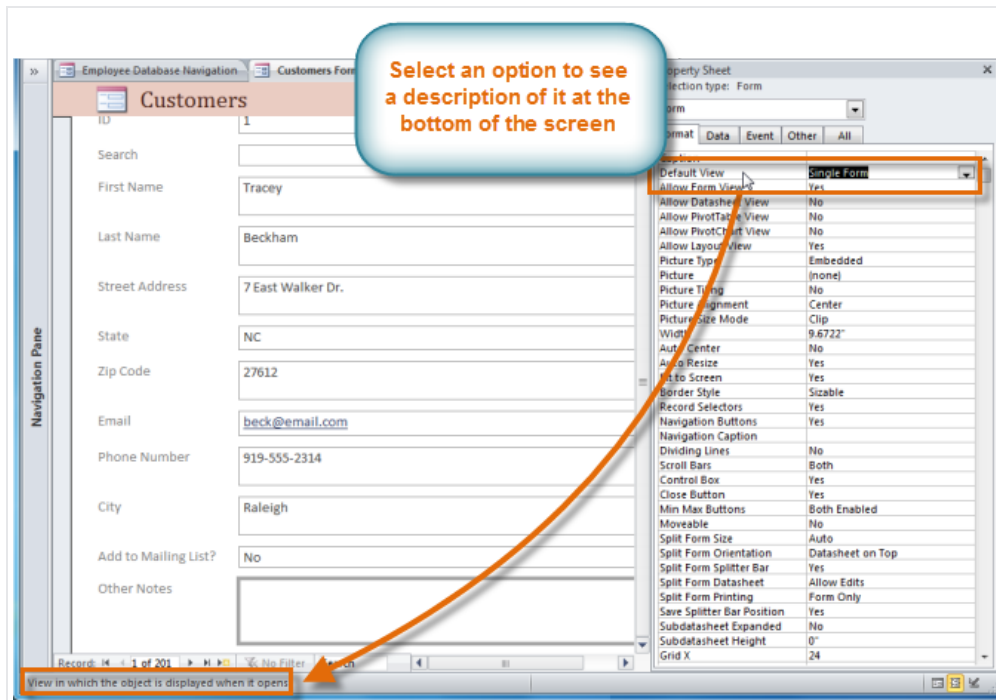 Select an option to see
a description of it at the
bottom of the screen
»
Employee Database Navigation
Customers Form
Property Sheet
Selection type: Form
Form
Customers
ID
1
Search
First Name
Tracey
Last Name
Beckham
Street Address
7 East Walker Dr.
State
NC
Zip Code
27612
Email
beck@email.com
Phone Number
919-555-2314
City
Raleigh
Add to Mailing List?
No
Other Notes
Navigation Pane
Format Data Event Other All
Caption
Default View Single Form
Allow Form View Yes
Allow Datasheet View No
Allow PivotTable View No
Allow PivotChart View No
Allow Layout View Yes
Picture Type Embedded
Picture (none)
Picture Tiling No
Picture Alignment Center
Picture Size Mode Clip
Width 9.6722"
Auto Center No
Auto Resize Yes
Fit to Screen Yes
Border Style Sizable
Record Selectors Yes
Navigation Buttons Yes
Navigation Caption
Dividing Lines No
Scroll Bars Both
Control Box Yes
Close Button Yes
Min Max Buttons Both Enabled
Moveable No
Split Form Size Auto
Split Form Orientation Datasheet on Top
Split Form Splitter Bar Yes
Split Form Datasheet Allow Edits
Split Form Printing Form Only
Save Splitter Bar Position Yes
Subdatasheet Expanded No
Subdatasheet Height 0"
Grid X 24
Record: 1 of 201 No Filter Search
View in which the object is displayed when it opens